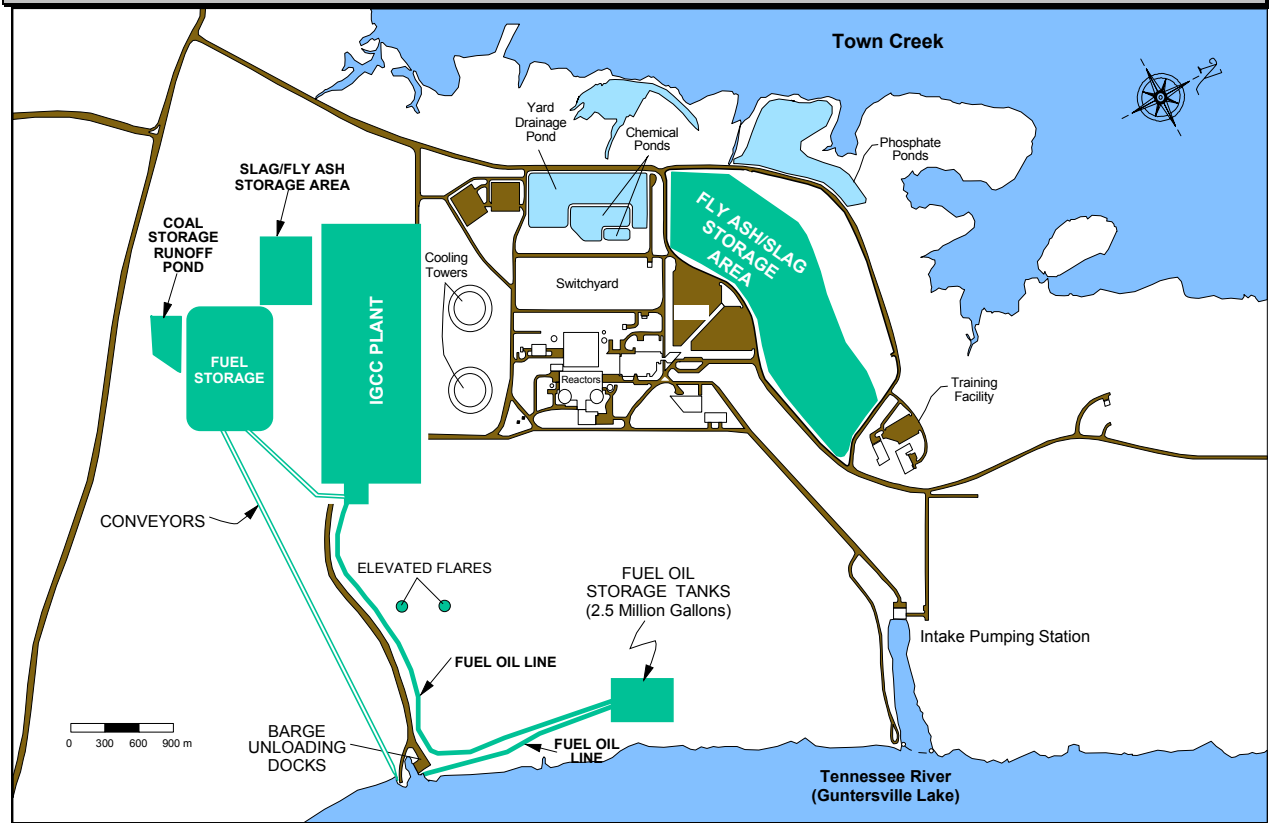 Town Creek
N
Yard
Drainage
Pond
Chemical
Ponds
Phosphate
Ponds
SLAG/FLY ASH
STORAGE AREA
COAL
STORAGE
RUNOFF
POND
FLY ASH/SLAG
STORAGE
AREA
Cooling
Towers
Switchyard
IGCC PLANT
FUEL
STORAGE
Reactors
Training
Facility
CONVEYORS
ELEVATED FLARES
FUEL OIL
STORAGE TANKS
(2.5 Million Gallons)
Intake Pumping Station
FUEL OIL LINE
0 300 600 900 m
BARGE
UNLOADING
DOCKS
FUEL OIL
LINE
Tennessee River
(Guntersville Lake)